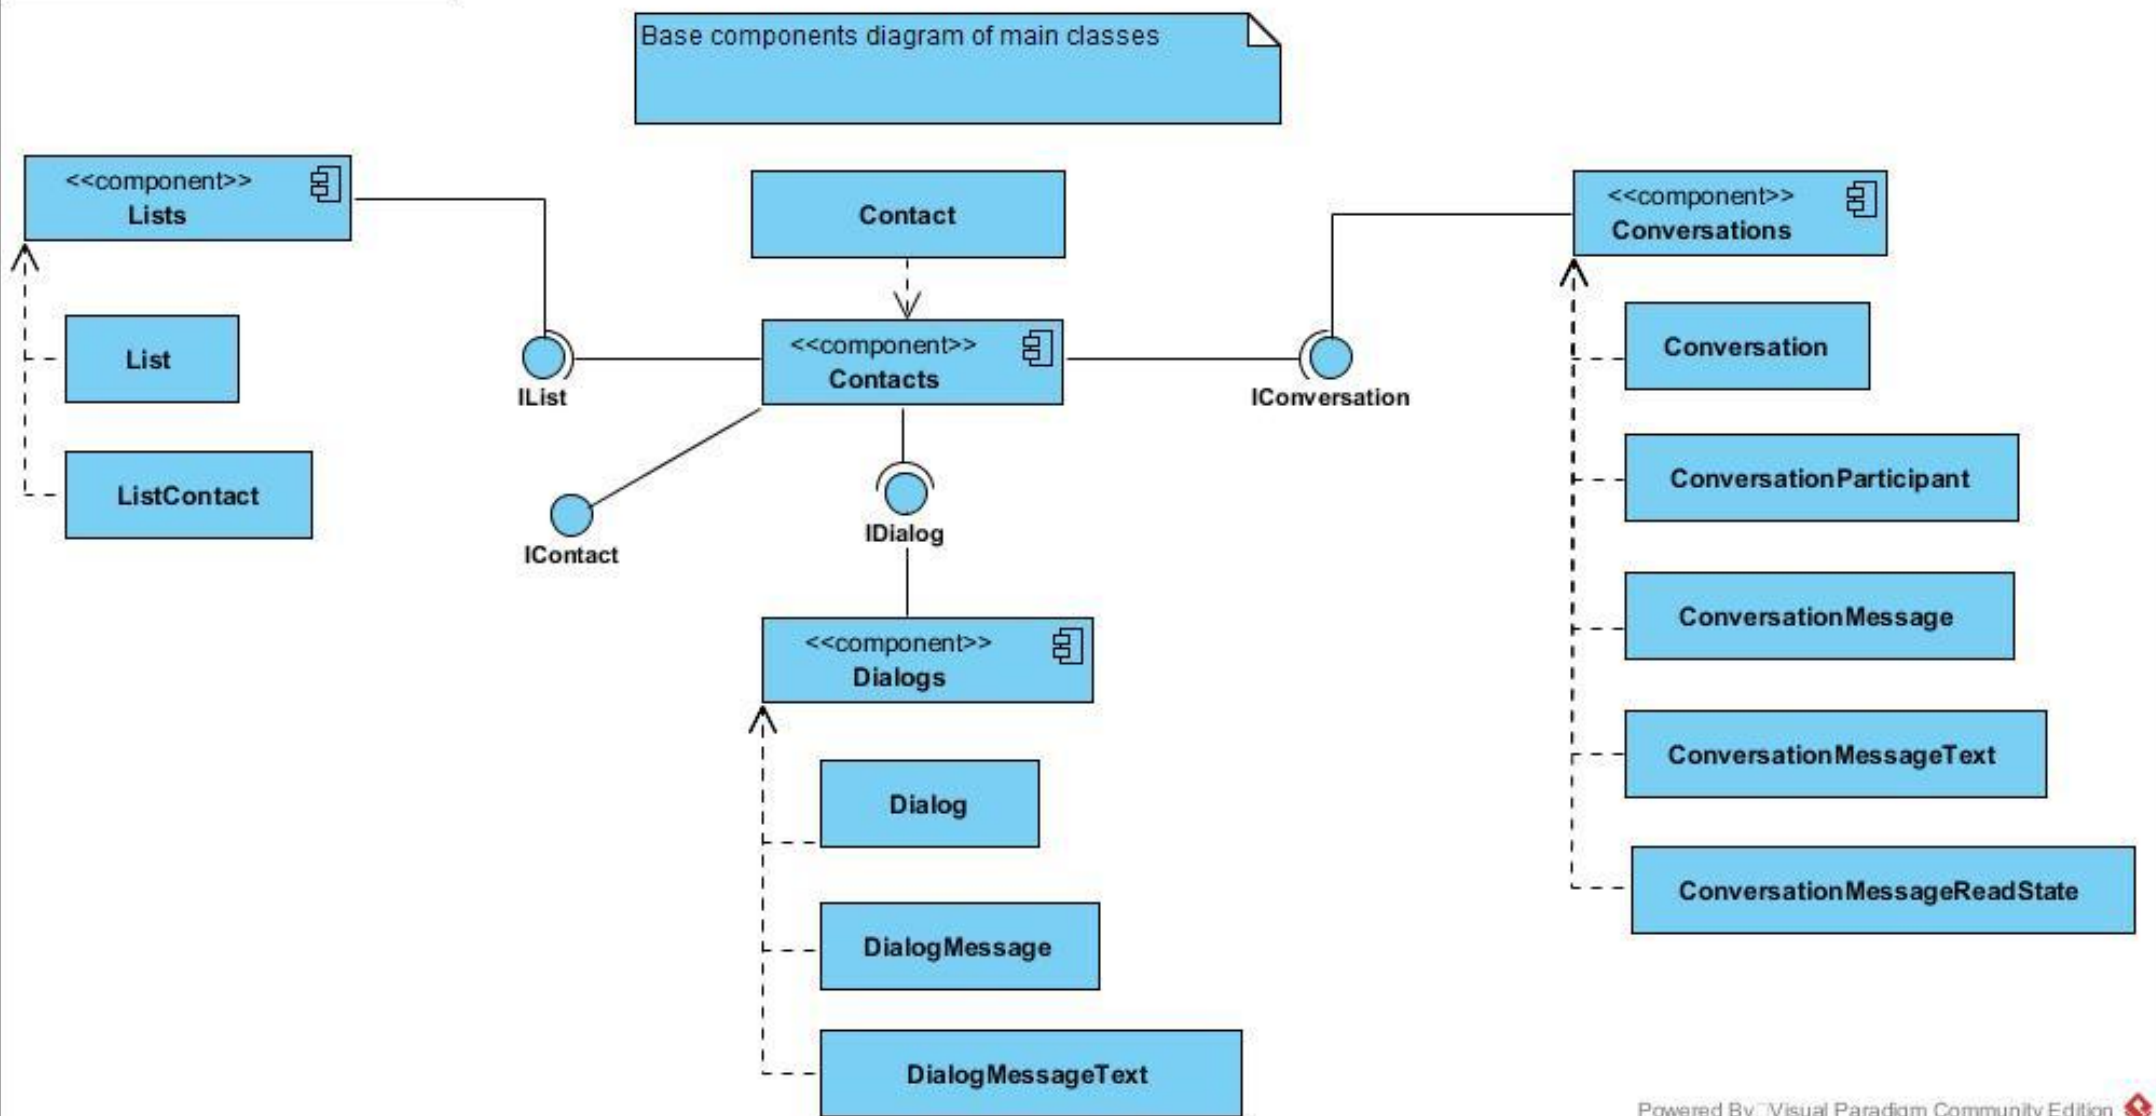 Base components diagram of main classes
<<component>>
Lists
Contact
<<component>>
Conversations
List
<<component>>
Contacts
Conversation
IList
IConversation
ListContact
ConversationParticipant
IContact
IDialog
ConversationMessage
<<component>>
Dialogs
ConversationMessageText
Dialog
ConversationMessageReadState
DialogMessage
DialogMessageText
Powered By Visual Paradigm Community Edition